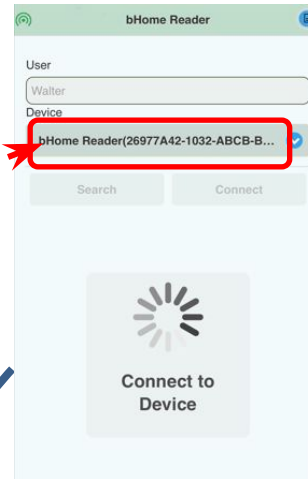 bHome Reader
User
Walter
Device
bHome Reader(26977A42-1032-ABCB-B...
Search Connect
Connect to
Device